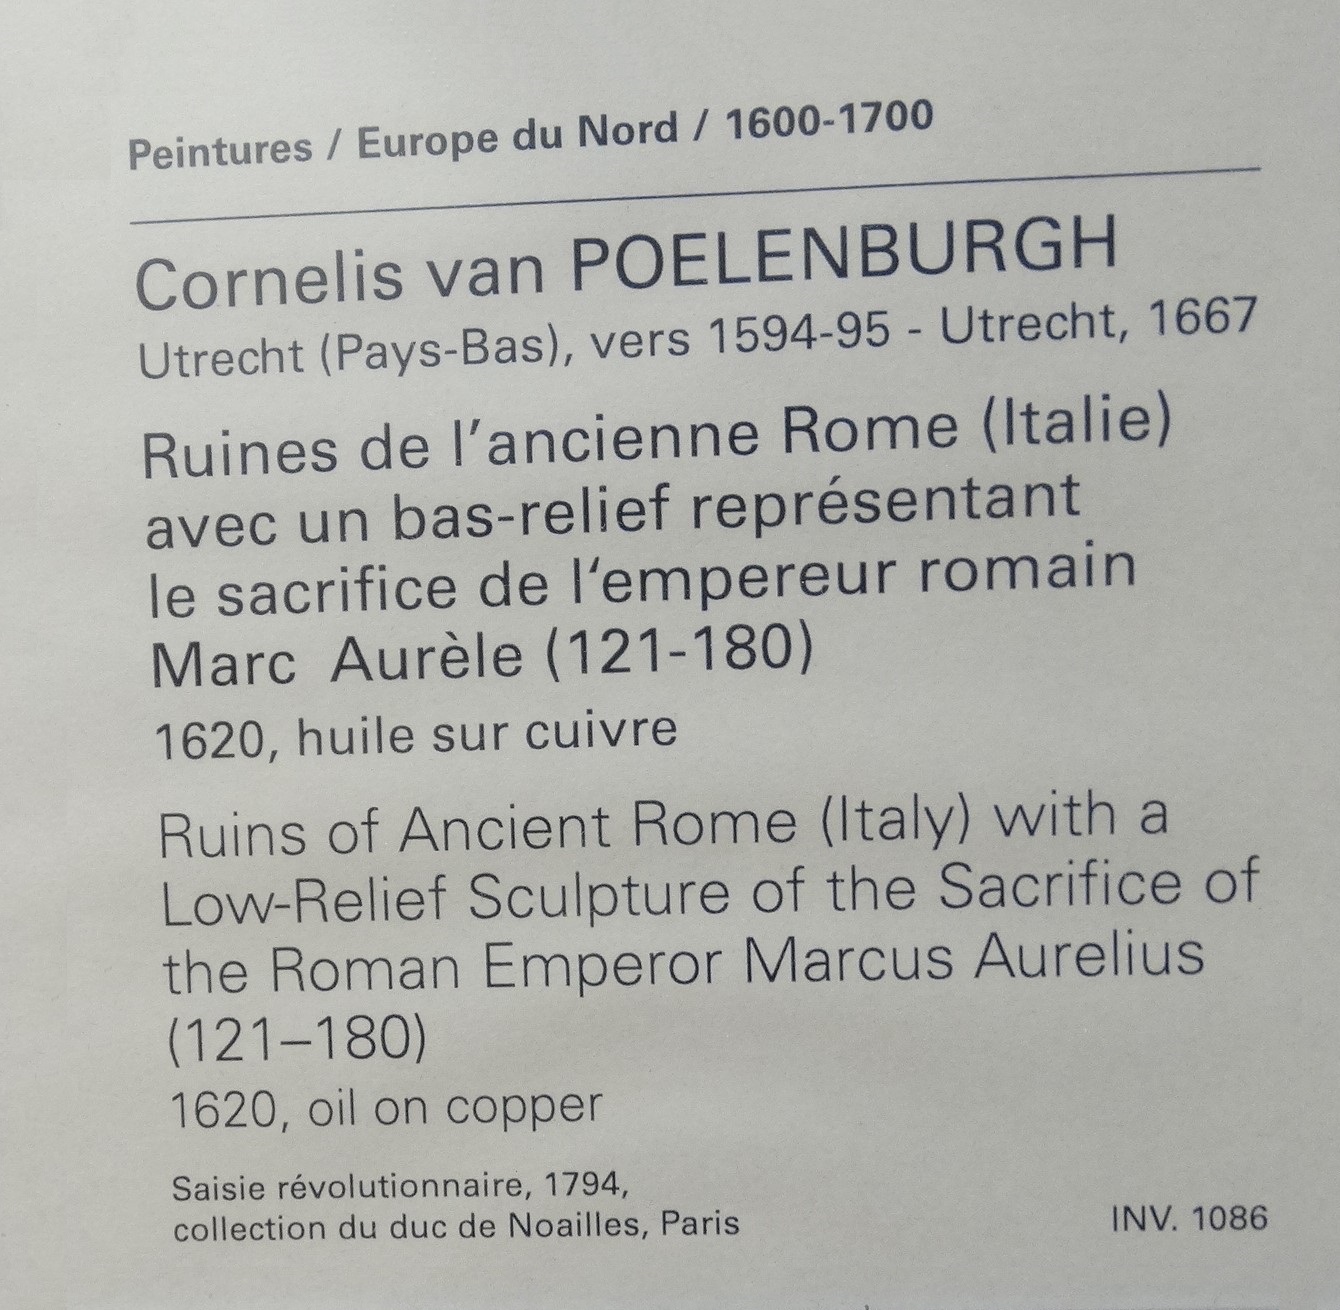 Peintures / Europe du Nord / 1600-1700
Cornelis van POELENBURGH
Utrecht (Pays-Bas), vers 1594-95 - Utrecht, 1667
Ruines de l'ancienne Rome (Italie)
avec un bas-relief représentant
le sacrifice de l‘empereur romain
Marc Aurèle (121-180)
1620, huile sur cuivre
Ruins of Ancient Rome (Italy) with a
Low-Relief Sculpture of the Sacrifice of
the Roman Emperor Marcus Aurelius
(121–180)
1620, oil on copper
Saisie révolutionnaire, 1794,
collection du duc de Noailles, Paris
INV. 1086